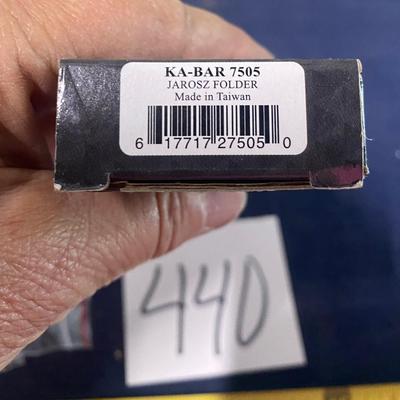 KA-BAR 7505
JAROSZ FOLDER
Made in Taiwan
6 17717 27505 0
440